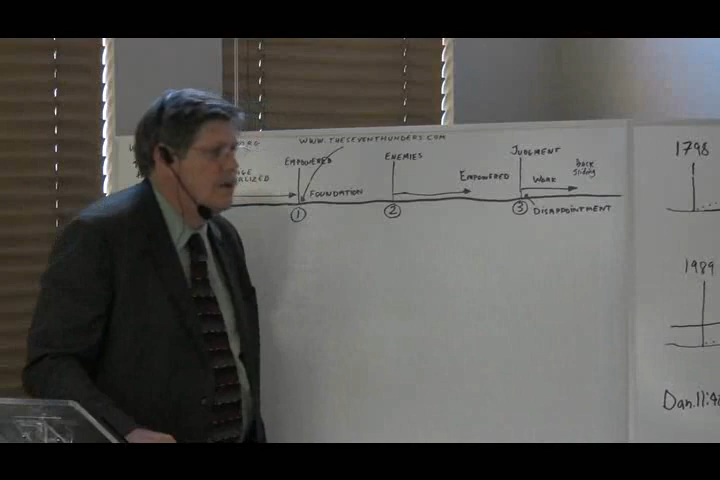 WWW.THESEVENTHUNDERS.COM
EMPOWERED
ENEMIES
JUDGMENT
BACK
SLIDING
EMPOWERED
WORK
FOUNDATION
① ② ③
DISAPPOINTMENT
1798
1989